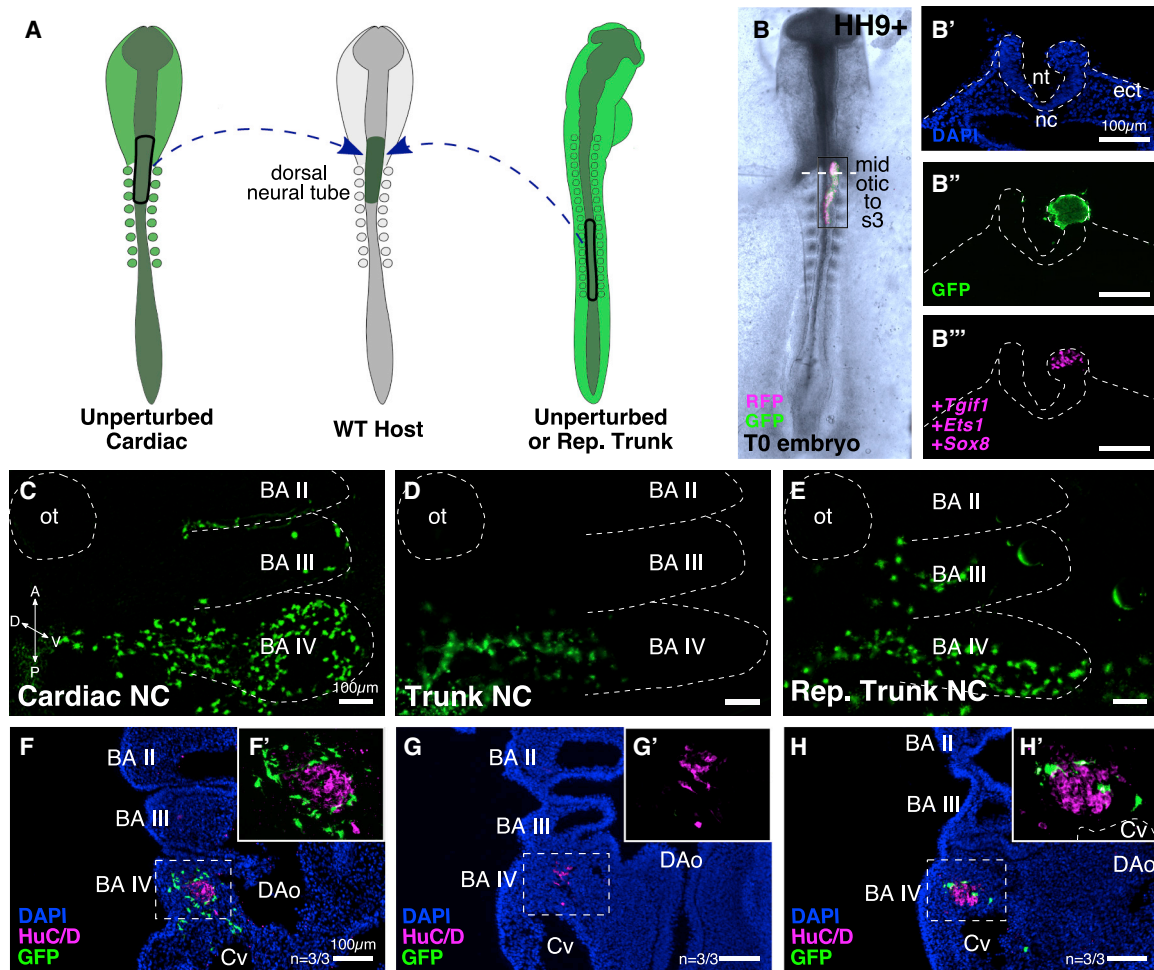 A
dorsal
neural tube
Unperturbed
Cardiac
WT Host
Unperturbed
or Rep. Trunk
B
HH9+
mid
otic
to
s3
RFP
GFP
T0 embryo
B'
nt
ect
nc
DAPI
100µm
B''
GFP
B'''
+Tgif1
+Ets1
+Sox8
C
ot
BA II
BA III
A
D
V
P
BA IV
Cardiac NC
100µm
D
ot
BA II
BA III
BA IV
Trunk NC
E
ot
BA II
BA III
BA IV
Rep. Trunk NC
F
F'
BA II
BA III
BA IV
DAo
DAPI
HuC/D
GFP
Cv
100µm
n=3/3
G
G'
BA II
BA III
DAo
BA IV
DAPI
HuC/D
GFP
Cv
n=3/3
H
H'
BA II
BA III
Cv
DAo
BA IV
DAPI
HuC/D
GFP
Cv
n=3/3